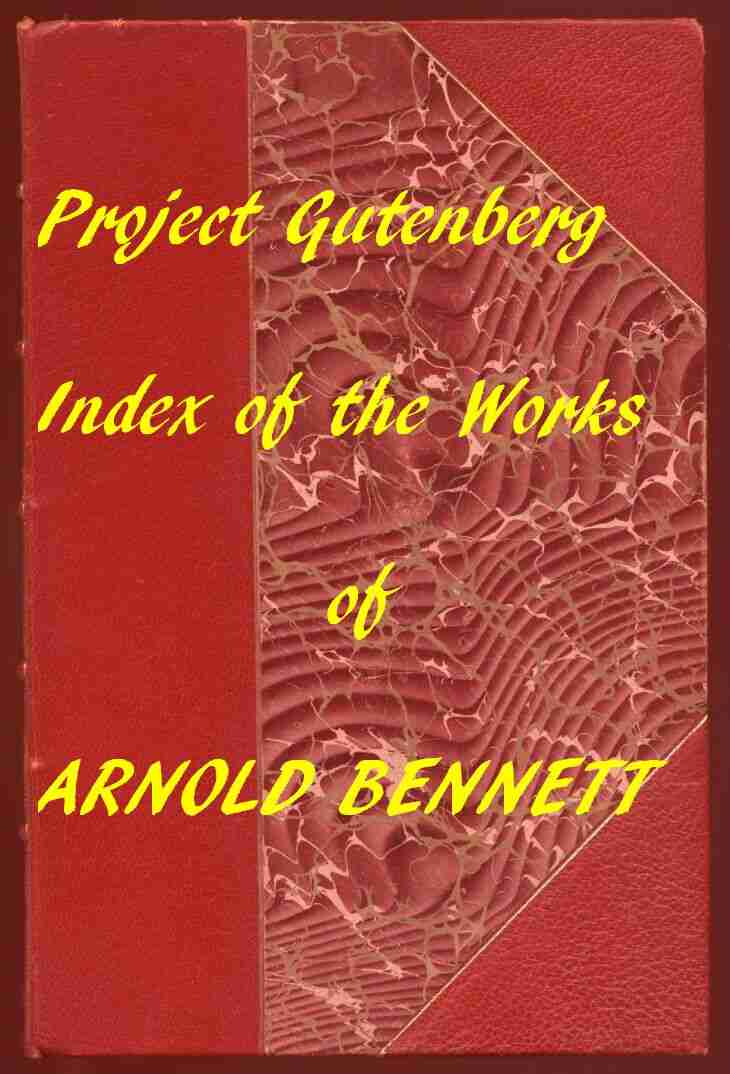 Project Gutenberg
Index of the Works
of
ARNOLD BENNETT